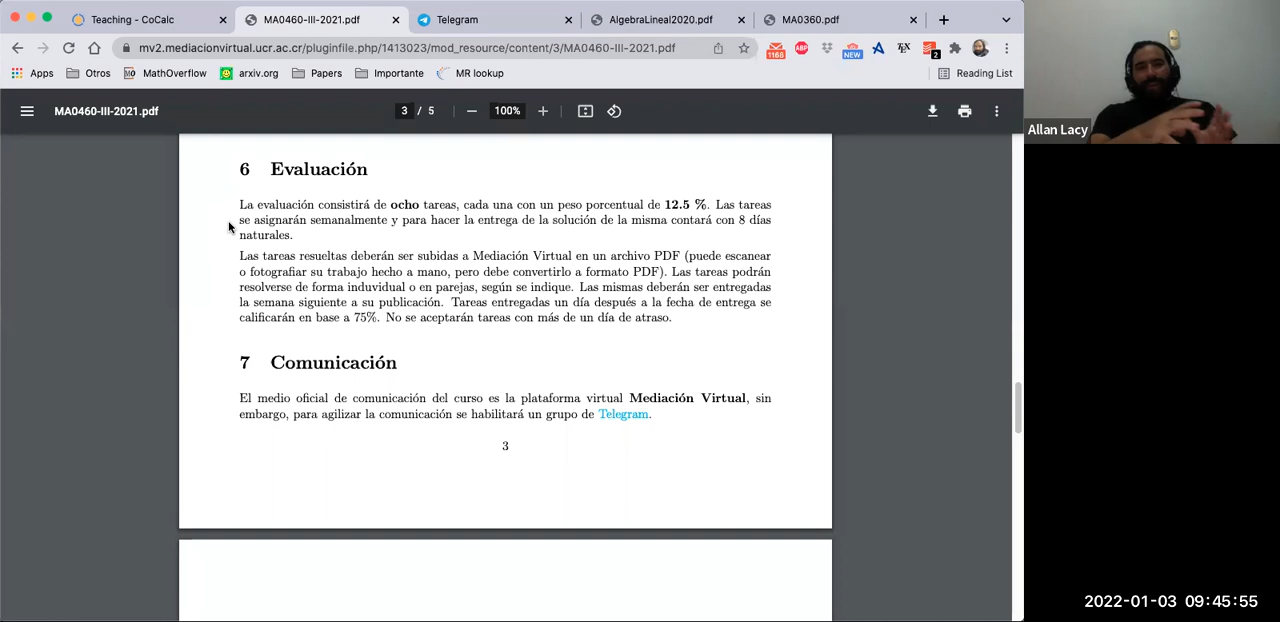 Teaching - CoCalc
MA0460-III-2021.pdf
Telegram
AlgebraLineal2020.pdf
MA0360.pdf
mv2.mediacionvirtual.ucr.ac.cr/pluginfile.php/1413023/mod_resource/content/3/MA0460-III-2021.pdf
1168
ABP
NEW
2
Apps
Otros
MathOverflow
arxiv.org
Papers
Importante
MR lookup
Reading List
MA0460-III-2021.pdf
3 / 5
100%
6 Evaluación
La evaluación consistirá de ocho tareas, cada una con un peso porcentual de 12.5 %. Las tareas
se asignarán semanalmente y para hacer la entrega de la solución de la misma contará con 8 días
naturales.
Las tareas resueltas deberán ser subidas a Mediación Virtual en un archivo PDF (puede escanear
o fotografiar su trabajo hecho a mano, pero debe convertirlo a formato PDF). Las tareas podrán
resolverse de forma induvidual o en parejas, según se indique. Las mismas deberán ser entregadas
la semana siguiente a su publicación. Tareas entregadas un día después a la fecha de entrega se
calificarán en base a 75%. No se aceptarán tareas con más de un día de atraso.
7 Comunicación
El medio oficial de comunicación del curso es la plataforma virtual Mediación Virtual, sin
embargo, para agilizar la comunicación se habilitará un grupo de Telegram.
3
Allan Lacy
2022-01-03 09:45:55